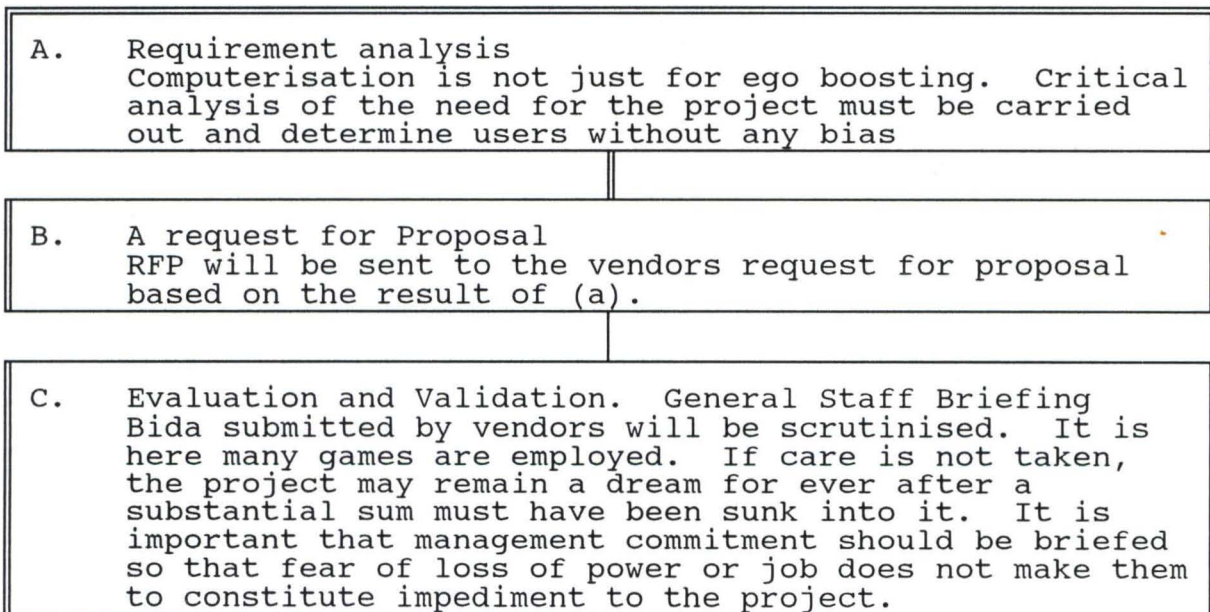 A. Requirement analysis
Computerisation is not just for ego boosting. Critical
analysis of the need for the project must be carried
out and determine users without any bias
B. A request for Proposal
RFP will be sent to the vendors request for proposal
based on the result of (a).
C. Evaluation and Validation. General Staff Briefing
Bida submitted by vendors will be scrutinised. It is
here many games are employed. If care is not taken,
the project may remain a dream for ever after a
substantial sum must have been sunk into it. It is
important that management commitment should be briefed
so that fear of loss of power or job does not make them
to constitute impediment to the project.